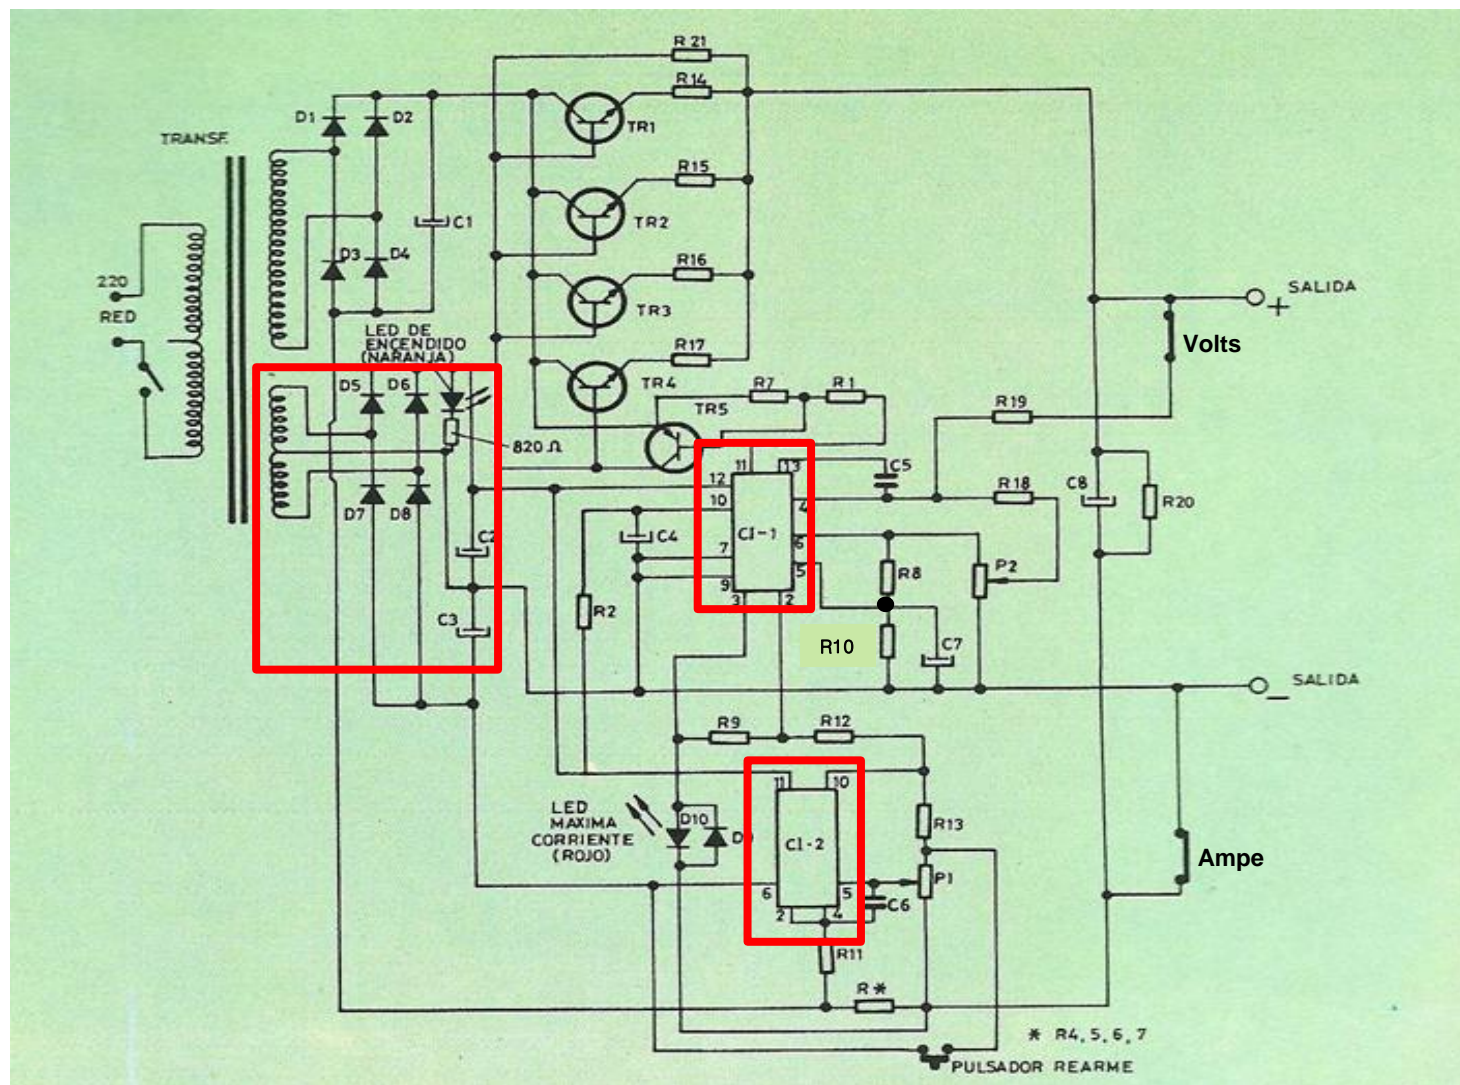 R 21
R14
D1
D2
TR1
TRANSF.
R15
C1
TR2
D3
D4
R16
220
RED
SALIDA
+
TR3
LED DE
ENCENDIDO
(NARANJA)
R17
Volts
D5
D6
TR4
R7
R1
TR5
R19
820 Ω
11
13
C5
12
10
4
R18
C8
R20
D7
D8
C2
C4
CI-1
6
7
5
R8
P2
9
3
2
R2
C3
R10
C7
SALIDA
−
R9
R12
11
10
LED
MAXIMA
CORRIENTE
(ROJO)
D10
R13
CI-2
Ampe
6
5
P1
2
4
C6
R11
R *
* R4, 5, 6, 7
PULSADOR REARME